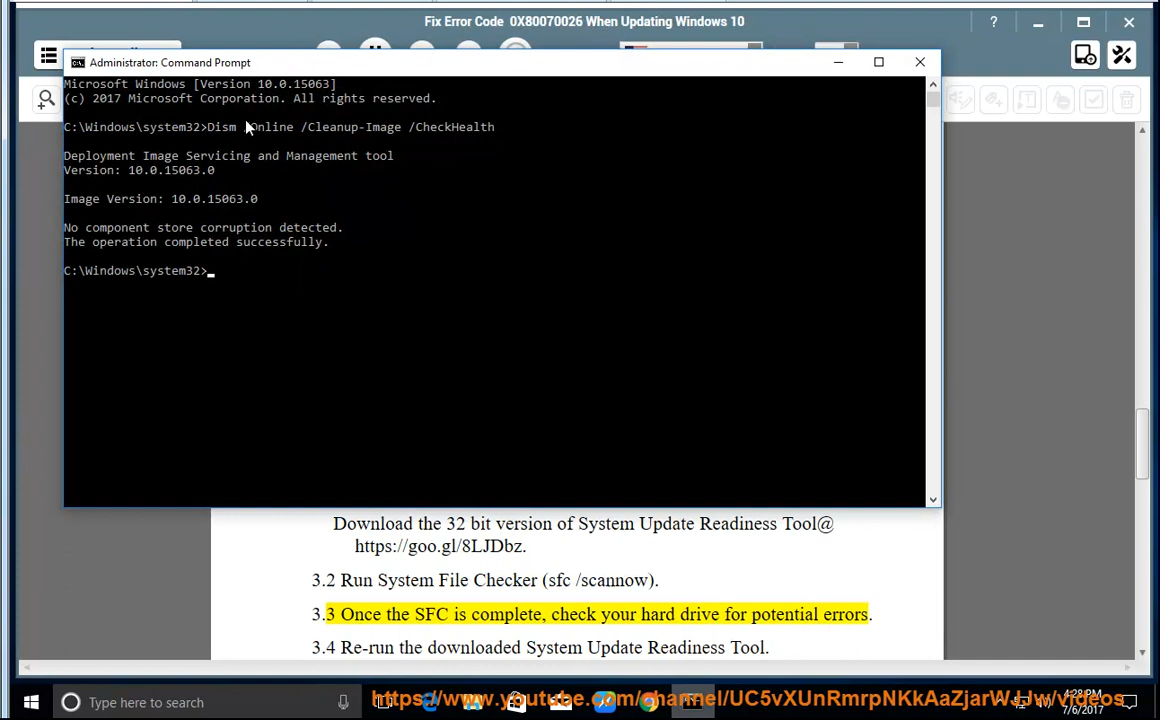 Fix Error Code 0X80070026 When Updating Windows 10
Administrator: Command Prompt
Microsoft Windows [Version 10.0.15063]
(c) 2017 Microsoft Corporation. All rights reserved.
C:\Windows\system32>Dism /Online /Cleanup-Image /CheckHealth
Deployment Image Servicing and Management tool
Version: 10.0.15063.0
Image Version: 10.0.15063.0
No component store corruption detected.
The operation completed successfully.
C:\Windows\system32>
Download the 32 bit version of System Update Readiness Tool@
https://goo.gl/8LJDbz.
3.2 Run System File Checker (sfc /scannow).
3.3 Once the SFC is complete, check your hard drive for potential errors.
3.4 Re-run the downloaded System Update Readiness Tool.
Type here to search
4:28 PM
7/6/2017